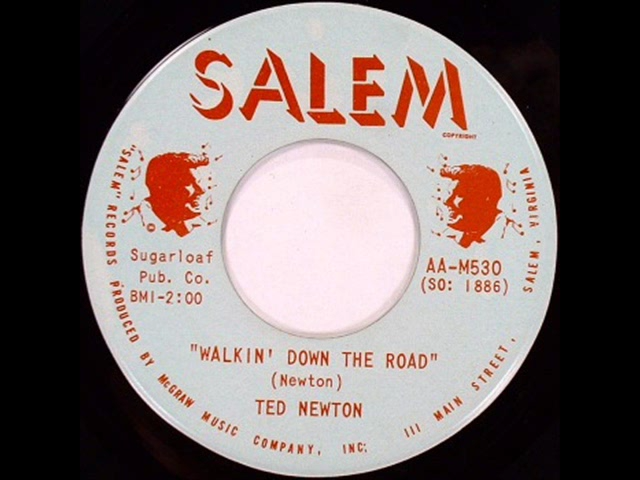 SALEM
COPYRIGHT
Sugarloaf
Pub. Co.
BMI-2:00
AA-M530
(SO: 1886)
"WALKIN' DOWN THE ROAD"
(Newton)
TED NEWTON
"SALEM" RECORDS PRODUCED BY McGRAW MUSIC COMPANY, INC. 111 MAIN STREET, SALEM, VIRGINIA